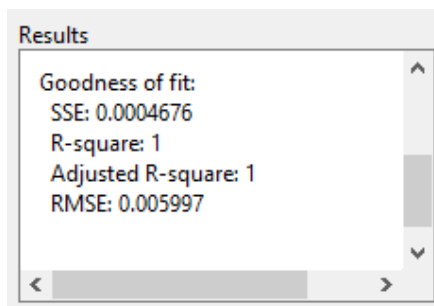 Results
Goodness of fit:
SSE: 0.0004676
R-square: 1
Adjusted R-square: 1
RMSE: 0.005997